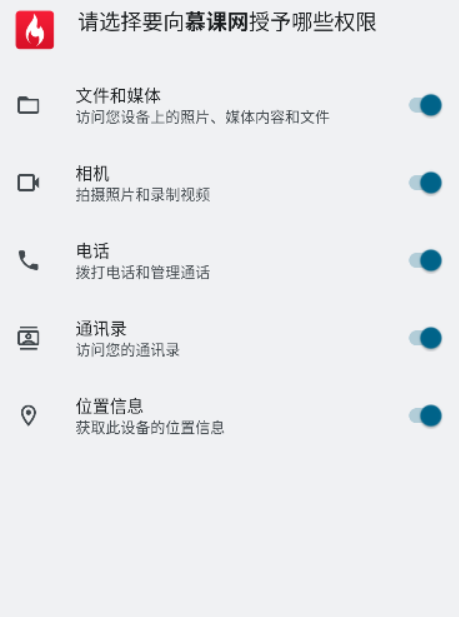 请选择要向慕课网授予哪些权限
文件和媒体
访问您设备上的照片、媒体内容和文件
相机
拍摄照片和录制视频
电话
拨打电话和管理通话
通讯录
访问您的通讯录
位置信息
获取此设备的位置信息